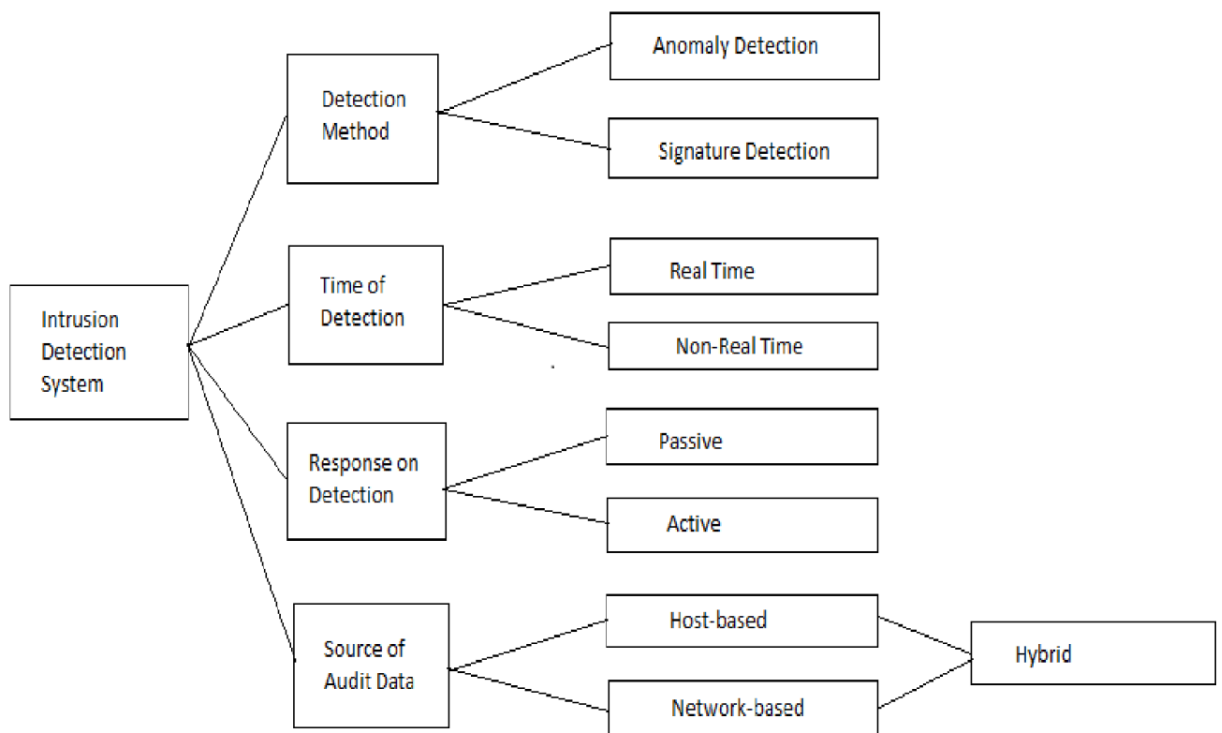 Anomaly Detection
Detection
Method
Signature Detection
Real Time
Time of
Detection
Non-Real Time
Intrusion
Detection
System
Passive
Response on
Detection
Active
Host-based
Source of
Audit Data
Hybrid
Network-based